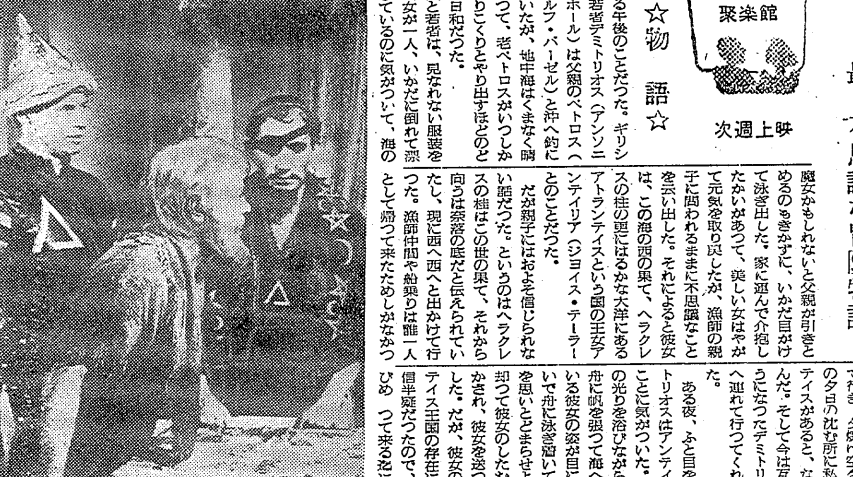 聚楽館
次週上映
☆物語☆
る午後のことだつた。ギリシ
若者デミトリオス（アンソニ
ホール）は父親のペトロス（
ルフ・パーゼル）と沖へ釣に
いたが、地中海はくまなく晴
つて、老ペトロスがいつしか
りこくりとやり出すほどのど
日和だつた。
と若者は、見なれない服装を
女が一人、いかだに倒れて漂
ているのに気がついて、海の
魔女かもしれないと父親が引きと
めるのもきかずに、いかだ目がけ
て泳ぎ出した。家に運んで介抱し
たかいがあつて、美しい女はやが
て元気を取り戻したが、漁師の親
子に問われるままに不思議なこと
を云い出した。それによると彼女
は、この海の西の果て、ヘラクレ
スの柱の更にはるかな大洋にある
アトランテイスという国の王女ア
ンテイリア（ジヨイス・テーラー
とのことだつた。
だが親子にはおよそ信じられな
い話だつた。というのはヘラクレ
スの柱はこの世の果て、それから
向うは奈落の底だと伝えられてい
たし、現に西へ西へと出かけて行
つた。漁師仲間や船乗りは誰一人
として帰つて来たためしがなかつ
の夕日の沈む所に私
テイスがあると、な
んだ。そして今は互
うになつたデミトリ
へ連れて行つてくれ
た。
ある夜、ふと目を
トリオスはアンテイ
ことに気がついた。
の光りを浴びながら
舟に帆を張つて海へ
いる彼女の姿が目に
いで舟に泳ぎ着いて
を思いとどまらせと
却つて彼女のしたむ
かされ、彼女を送つ
した。だが、彼女の
テイス王国の存在に
信半疑だつたので、
びめ　つて来る迄に